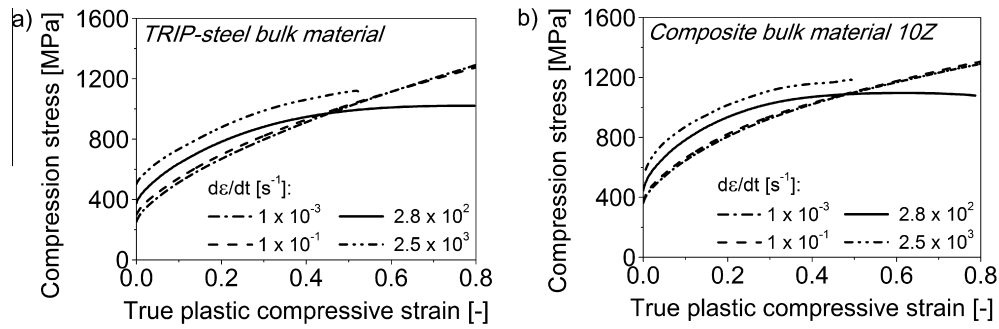 a)
TRIP-steel bulk material
Compression stress [MPa]
1600
1200
800
400
0
dε/dt [s⁻¹]:
1 x 10⁻³
2.8 x 10²
1 x 10⁻¹
2.5 x 10³
0.0 0.2 0.4 0.6 0.8
True plastic compressive strain [-]
b)
Composite bulk material 10Z
Compression stress [MPa]
1600
1200
800
400
0
dε/dt [s⁻¹]:
1 x 10⁻³
2.8 x 10²
1 x 10⁻¹
2.5 x 10³
0.0 0.2 0.4 0.6 0.8
True plastic compressive strain [-]